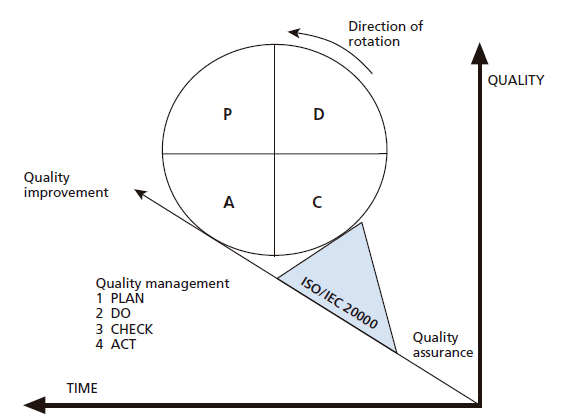 Direction of
rotation
QUALITY
P
D
Quality
improvement
A
C
Quality management
1 PLAN
2 DO
3 CHECK
4 ACT
ISO/IEC 20000
Quality
assurance
TIME